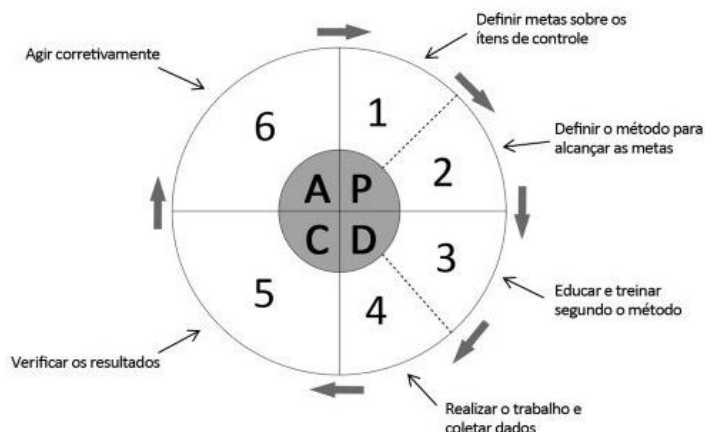 Definir metas sobre os
ítens de controle
Agir corretivamente
1
6
Definir o método para
alcançar as metas
2
A P
C D
3
5
4
Educar e treinar
segundo o método
Verificar os resultados
Realizar o trabalho e
coletar dados